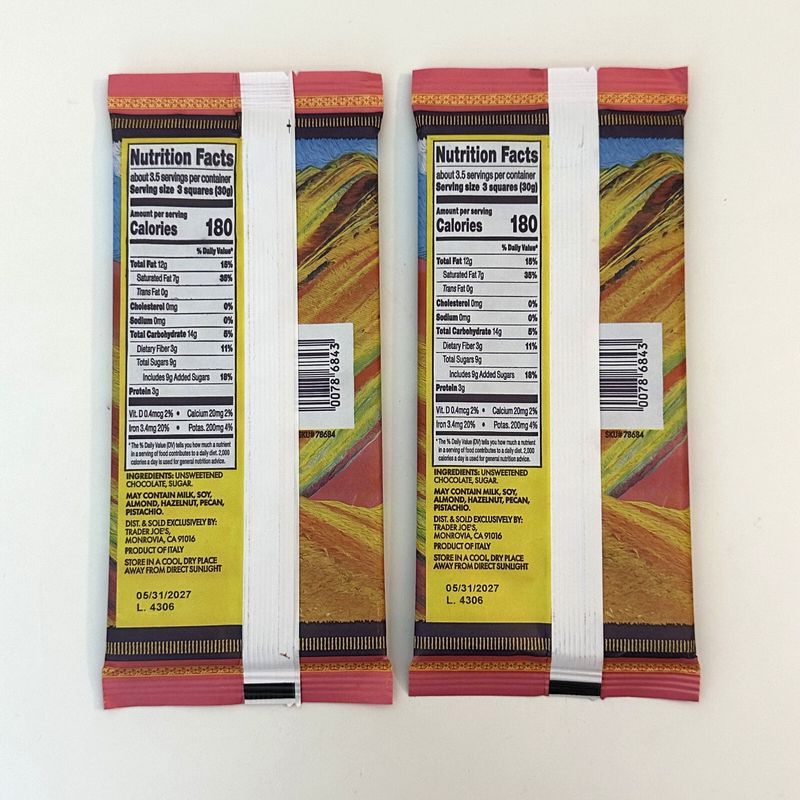 Nutrition Facts
about 3.5 servings per container
Serving size 3 squares (30g)
Amount per serving
Calories 180
% Daily Value*
Total Fat 12g 15%
Saturated Fat 7g 35%
Trans Fat 0g
Cholesterol 0mg 0%
Sodium 0mg 0%
Total Carbohydrate 14g 5%
Dietary Fiber 3g 11%
Total Sugars 9g
Includes 9g Added Sugars 18%
Protein 3g
Vit. D 0.4mcg 2% • Calcium 20mg 2%
Iron 3.4mg 20% • Potas. 200mg 4%
*The % Daily Value (DV) tells you how much a nutrient
in a serving of food contributes to a daily diet. 2,000
calories a day is used for general nutrition advice.
INGREDIENTS: UNSWEETENED
CHOCOLATE, SUGAR.
MAY CONTAIN MILK, SOY,
ALMOND, HAZELNUT, PECAN,
PISTACHIO.
DIST. & SOLD EXCLUSIVELY BY:
TRADER JOE'S,
MONROVIA, CA 91016
PRODUCT OF ITALY
STORE IN A COOL, DRY PLACE
AWAY FROM DIRECT SUNLIGHT
05/31/2027
L. 4306
0078 6843
SKU# 78684
Nutrition Facts
about 3.5 servings per container
Serving size 3 squares (30g)
Amount per serving
Calories 180
% Daily Value*
Total Fat 12g 15%
Saturated Fat 7g 35%
Trans Fat 0g
Cholesterol 0mg 0%
Sodium 0mg 0%
Total Carbohydrate 14g 5%
Dietary Fiber 3g 11%
Total Sugars 9g
Includes 9g Added Sugars 18%
Protein 3g
Vit. D 0.4mcg 2% • Calcium 20mg 2%
Iron 3.4mg 20% • Potas. 200mg 4%
*The % Daily Value (DV) tells you how much a nutrient
in a serving of food contributes to a daily diet. 2,000
calories a day is used for general nutrition advice.
INGREDIENTS: UNSWEETENED
CHOCOLATE, SUGAR.
MAY CONTAIN MILK, SOY,
ALMOND, HAZELNUT, PECAN,
PISTACHIO.
DIST. & SOLD EXCLUSIVELY BY:
TRADER JOE'S,
MONROVIA, CA 91016
PRODUCT OF ITALY
STORE IN A COOL, DRY PLACE
AWAY FROM DIRECT SUNLIGHT
05/31/2027
L. 4306
0078 6843
SKU# 78684